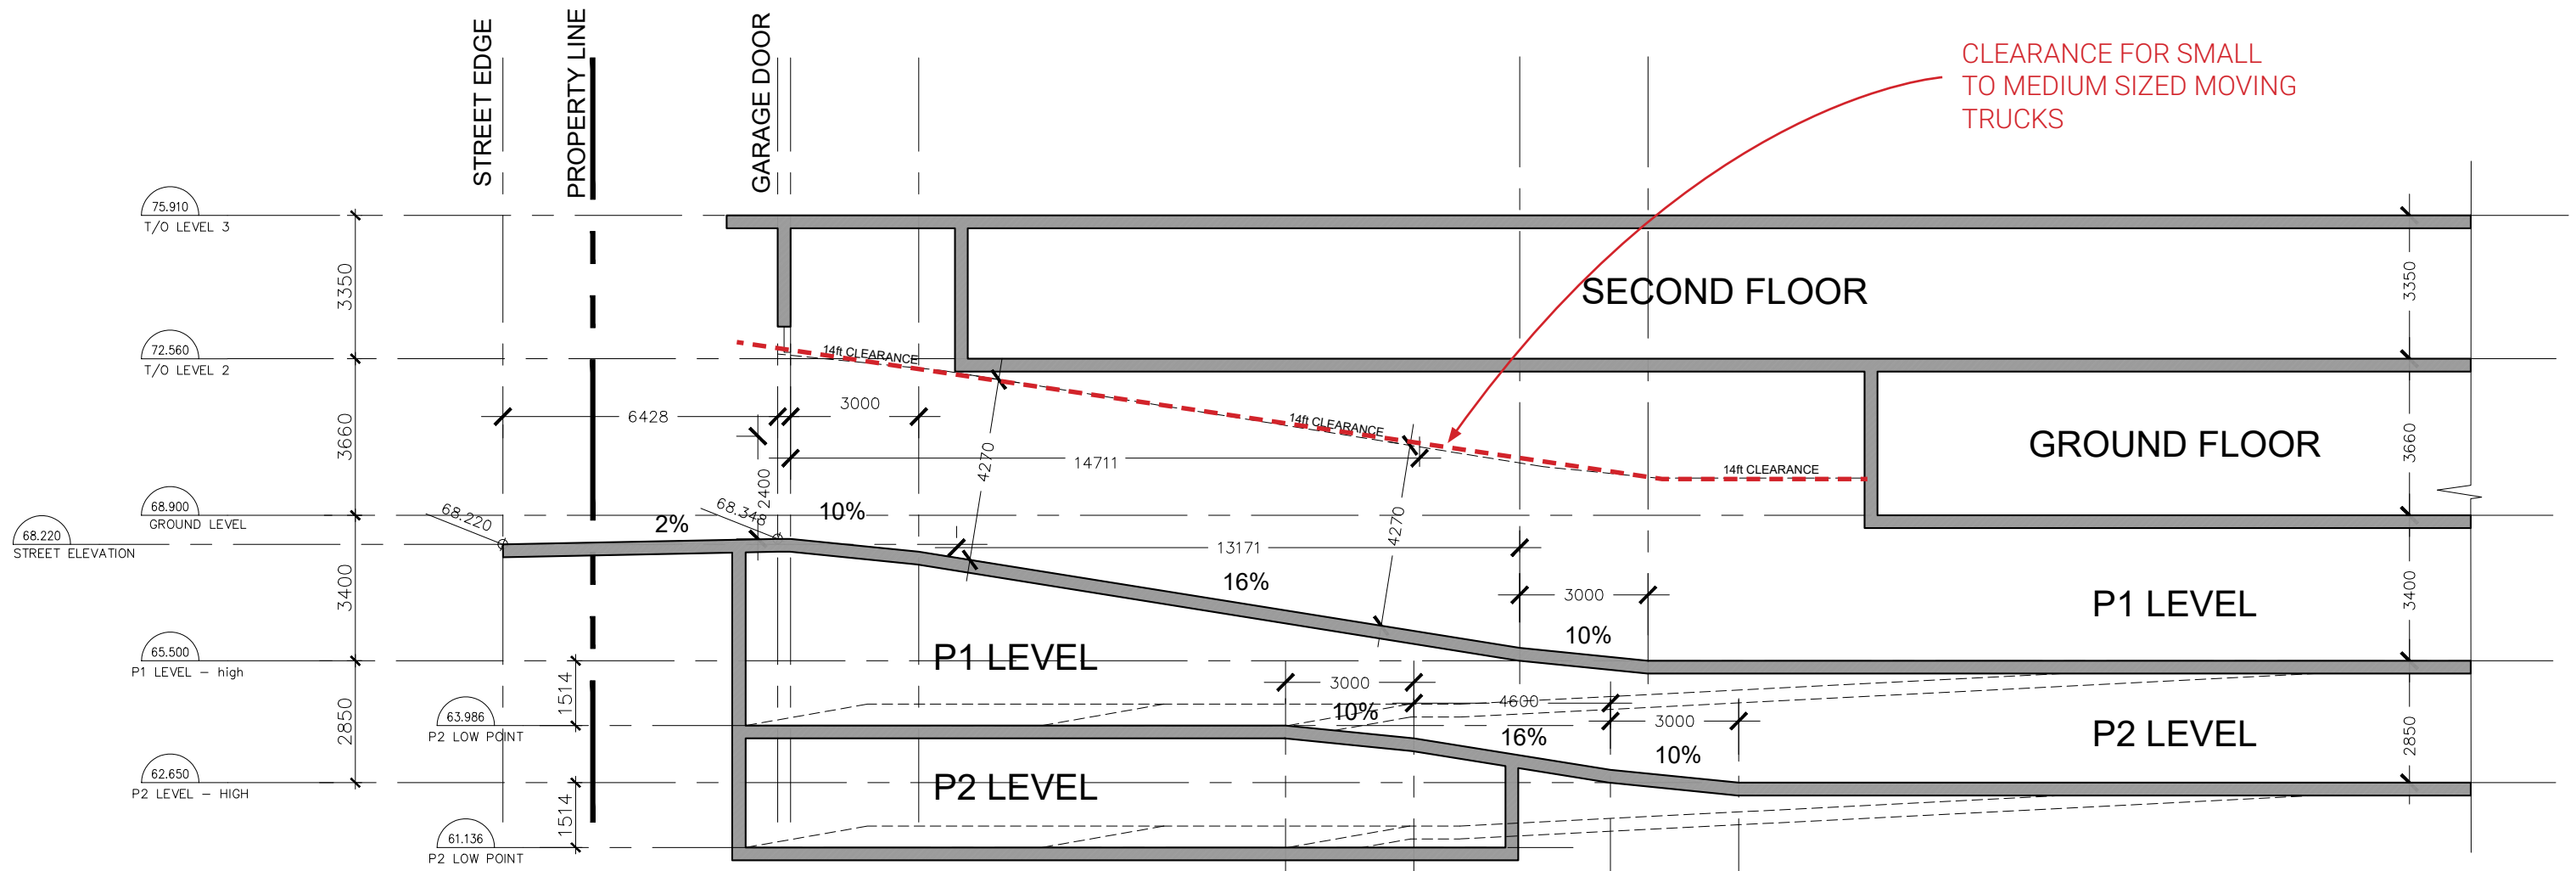 STREET EDGE
PROPERTY LINE
GARAGE DOOR
CLEARANCE FOR SMALL
TO MEDIUM SIZED MOVING
TRUCKS
75.910
T/O LEVEL 3
3350
SECOND FLOOR
3350
72.560
T/O LEVEL 2
14ft CLEARANCE
6428
3000
14ft CLEARANCE
3660
4270
14711
GROUND FLOOR
3660
14ft CLEARANCE
2400
4270
68.900
GROUND LEVEL
68.220
2%
68.348
10%
68.220
STREET ELEVATION
13171
16%
3400
3000
P1 LEVEL
3400
10%
65.500
P1 LEVEL - high
P1 LEVEL
1514
3000
4600
63.986
P2 LOW POINT
10%
3000
2850
16%
10%
P2 LEVEL
2850
62.650
P2 LEVEL - HIGH
P2 LEVEL
1514
61.136
P2 LOW POINT